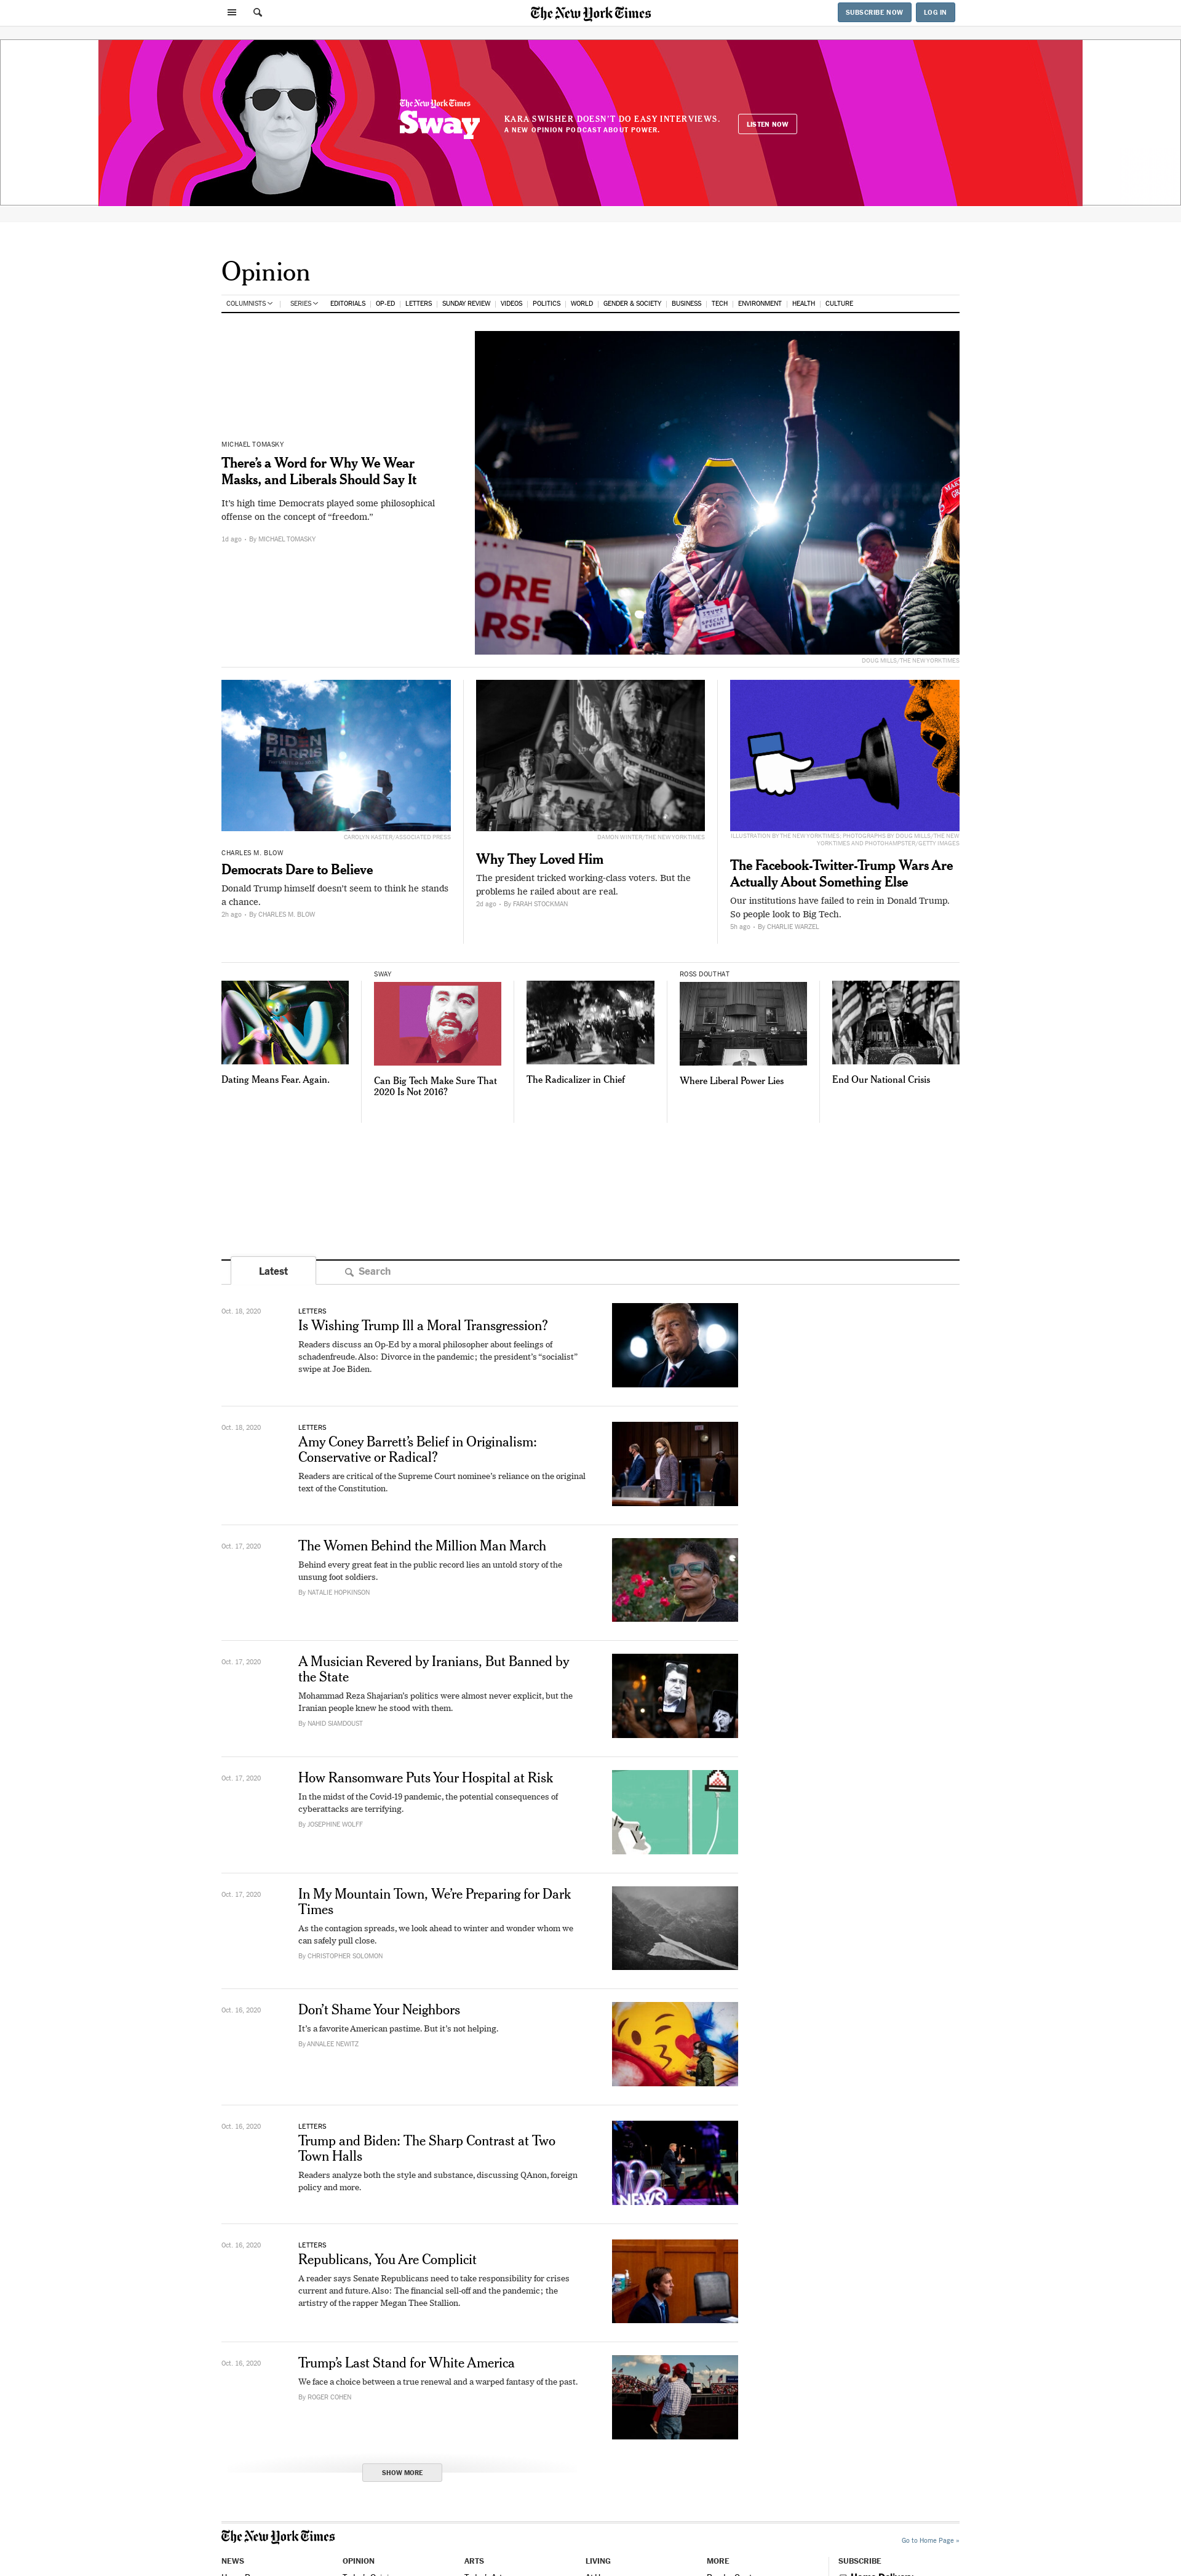 The New York Times
SUBSCRIBE NOW
LOG IN
The New York Times
Sway
KARA SWISHER DOESN'T DO EASY INTERVIEWS.
A NEW OPINION PODCAST ABOUT POWER.
LISTEN NOW
Opinion
COLUMNISTS
SERIES
EDITORIALS
OP-ED
LETTERS
SUNDAY REVIEW
VIDEOS
POLITICS
WORLD
GENDER & SOCIETY
BUSINESS
TECH
ENVIRONMENT
HEALTH
CULTURE
MICHAEL TOMASKY
There's a Word for Why We Wear
Masks, and Liberals Should Say It
It's high time Democrats played some philosophical
offense on the concept of “freedom.”
1d ago • By MICHAEL TOMASKY
ORE
ARS!
TRUMP
SPECIAL
EVENT
DOUG MILLS/THE NEW YORK TIMES
BIDEN
HARRIS
CAROLYN KASTER/ASSOCIATED PRESS
CHARLES M. BLOW
Democrats Dare to Believe
Donald Trump himself doesn't seem to think he stands
a chance.
2h ago • By CHARLES M. BLOW
DAMON WINTER/THE NEW YORK TIMES
Why They Loved Him
The president tricked working-class voters. But the
problems he railed about are real.
2d ago • By FARAH STOCKMAN
ILLUSTRATION BY THE NEW YORK TIMES; PHOTOGRAPHS BY DOUG MILLS/THE NEW
YORK TIMES AND PHOTOHAMPSTER/GETTY IMAGES
The Facebook-Twitter-Trump Wars Are
Actually About Something Else
Our institutions have failed to rein in Donald Trump.
So people look to Big Tech.
5h ago • By CHARLIE WARZEL
Dating Means Fear. Again.
SWAY
Can Big Tech Make Sure That
2020 Is Not 2016?
The Radicalizer in Chief
ROSS DOUTHAT
Where Liberal Power Lies
End Our National Crisis
Latest
Search
Oct. 18, 2020
LETTERS
Is Wishing Trump Ill a Moral Transgression?
Readers discuss an Op-Ed by a moral philosopher about feelings of
schadenfreude. Also: Divorce in the pandemic; the president's “socialist”
swipe at Joe Biden.
Oct. 18, 2020
LETTERS
Amy Coney Barrett's Belief in Originalism:
Conservative or Radical?
Readers are critical of the Supreme Court nominee's reliance on the original
text of the Constitution.
Oct. 17, 2020
The Women Behind the Million Man March
Behind every great feat in the public record lies an untold story of the
unsung foot soldiers.
By NATALIE HOPKINSON
Oct. 17, 2020
A Musician Revered by Iranians, But Banned by
the State
Mohammad Reza Shajarian's politics were almost never explicit, but the
Iranian people knew he stood with them.
By NAHID SIAMDOUST
Oct. 17, 2020
How Ransomware Puts Your Hospital at Risk
In the midst of the Covid-19 pandemic, the potential consequences of
cyberattacks are terrifying.
By JOSEPHINE WOLFF
Oct. 17, 2020
In My Mountain Town, We're Preparing for Dark
Times
As the contagion spreads, we look ahead to winter and wonder whom we
can safely pull close.
By CHRISTOPHER SOLOMON
Oct. 16, 2020
Don't Shame Your Neighbors
It's a favorite American pastime. But it's not helping.
By ANNALEE NEWITZ
Oct. 16, 2020
LETTERS
Trump and Biden: The Sharp Contrast at Two
Town Halls
Readers analyze both the style and substance, discussing QAnon, foreign
policy and more.
NEWS
Oct. 16, 2020
LETTERS
Republicans, You Are Complicit
A reader says Senate Republicans need to take responsibility for crises
current and future. Also: The financial sell-off and the pandemic; the
artistry of the rapper Megan Thee Stallion.
Oct. 16, 2020
Trump's Last Stand for White America
We face a choice between a true renewal and a warped fantasy of the past.
By ROGER COHEN
SHOW MORE
The New York Times
Go to Home Page »
NEWS
OPINION
ARTS
LIVING
MORE
SUBSCRIBE